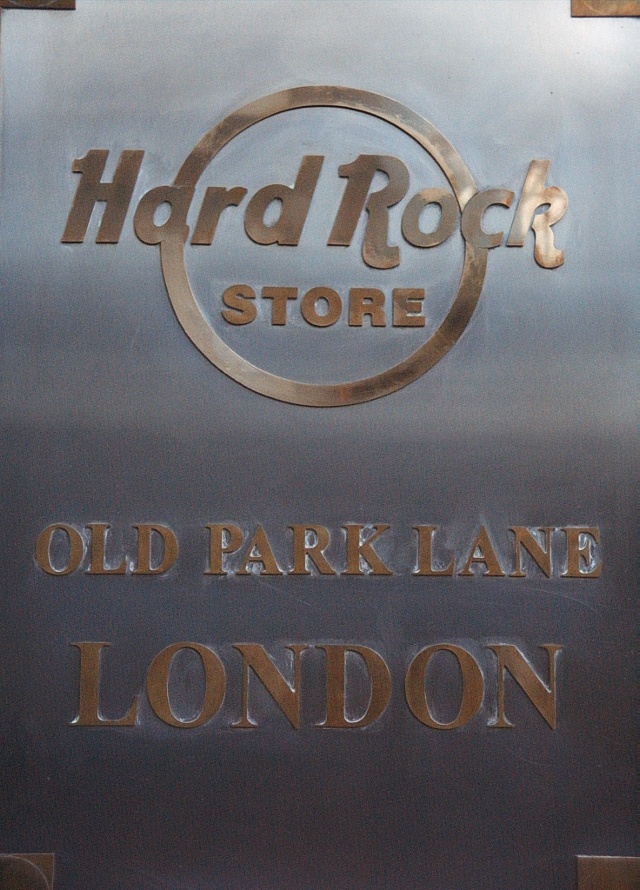 Hard Rock
STORE
OLD PARK LANE
LONDON